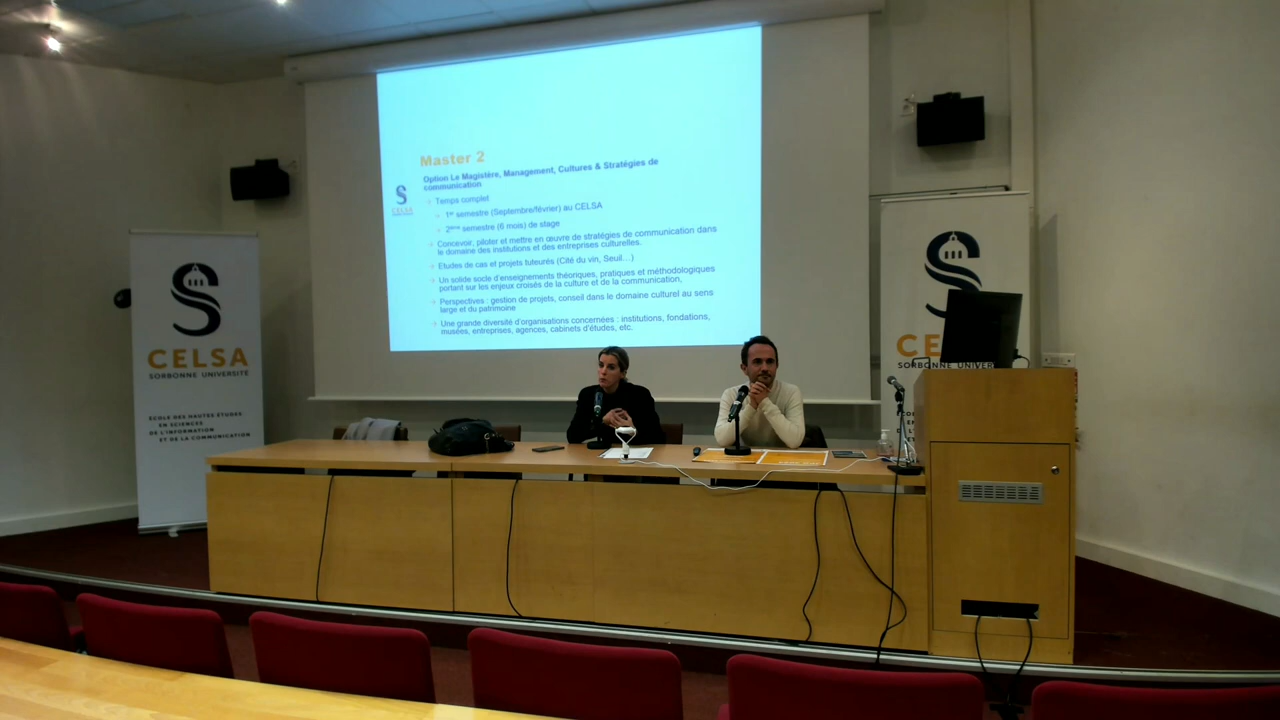 Master 2
Option Le Magistère, Management, Cultures & Stratégies de
communication
Temps complet
1er semestre (Septembre/février) au CELSA
2ème semestre (6 mois) de stage
Concevoir, piloter et mettre en œuvre de stratégies de communication dans
le domaine des institutions et des entreprises culturelles.
Etudes de cas et projets tuteurés (Cité du vin, Seuil…)
Un solide socle d'enseignements théoriques, pratiques et méthodologiques
portant sur les enjeux croisés de la culture et de la communication,
Perspectives : gestion de projets, conseil dans le domaine culturel au sens
large et du patrimoine
Une grande diversité d'organisations concernées : institutions, fondations,
musées, entreprises, agences, cabinets d'études, etc.
CELSA
CELSA
SORBONNE UNIVERSITÉ
ECOLE DES HAUTES ÉTUDES
EN SCIENCES
DE L'INFORMATION
ET DE LA COMMUNICATION
CE
SORBONNE UNIVER